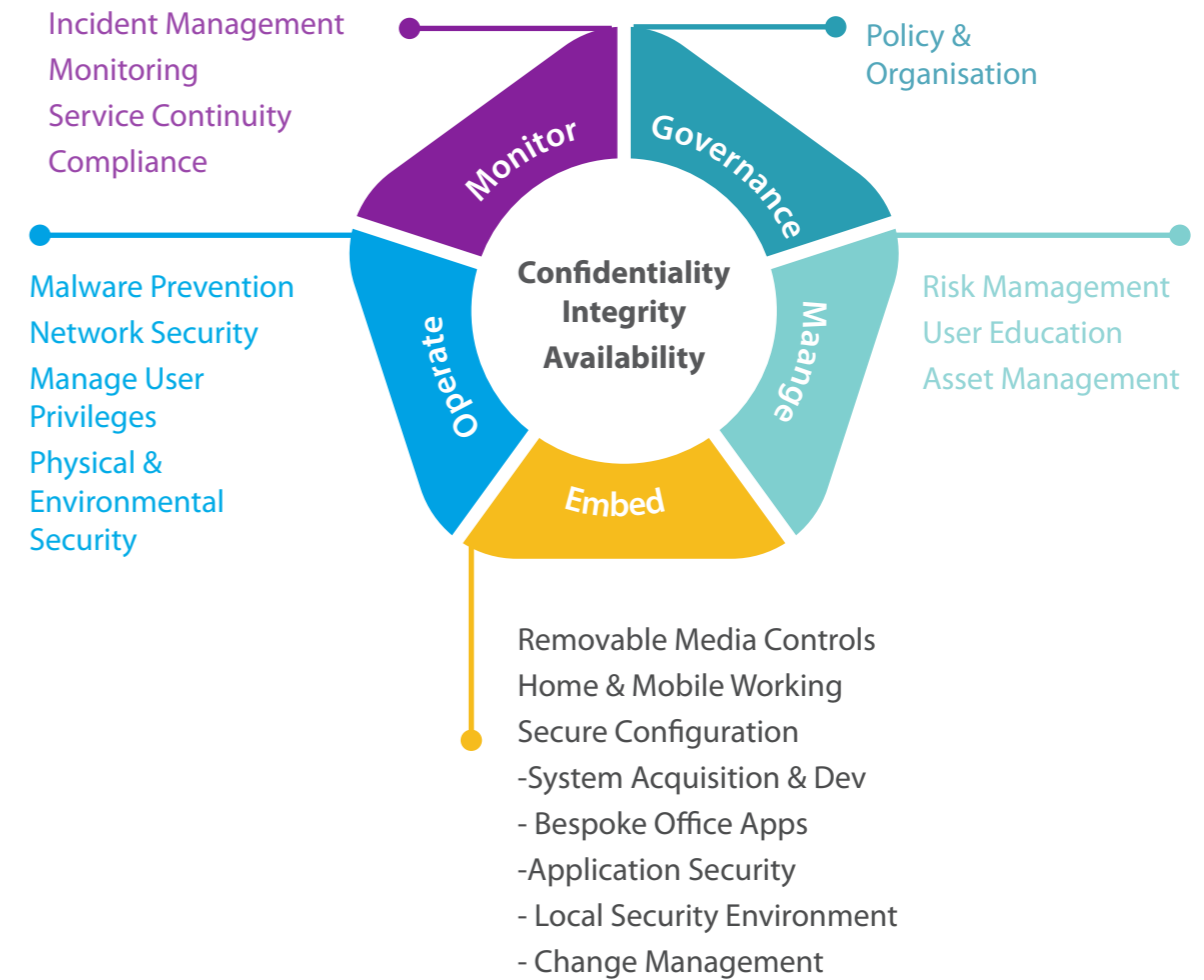 Incident Management
Monitoring
Service Continuity
Compliance
Policy &
Organisation
Monitor
Governance
Confidentiality
Integrity
Availability
Malware Prevention
Network Security
Manage User
Privileges
Physical &
Environmental
Security
Operate
Maange
Risk Mamagement
User Education
Asset Management
Embed
Removable Media Controls
Home & Mobile Working
Secure Configuration
-System Acquisition & Dev
- Bespoke Office Apps
-Application Security
- Local Security Environment
- Change Management